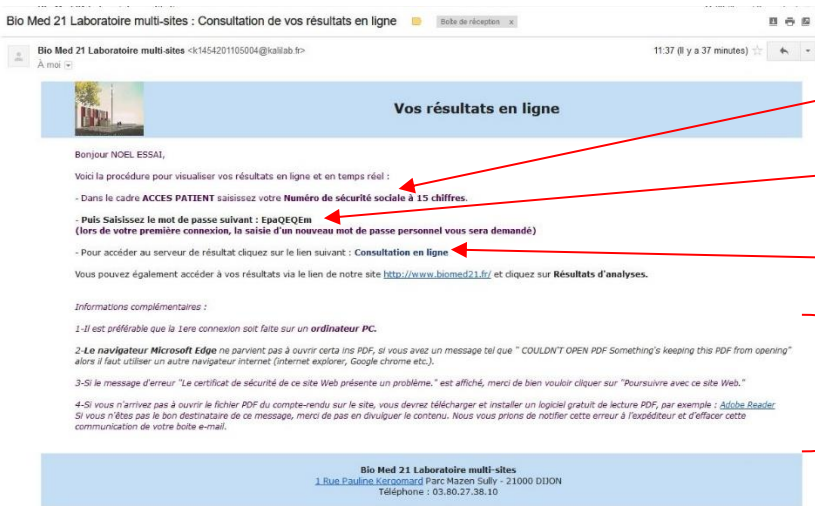 Bio Med 21 Laboratoire multi-sites : Consultation de vos résultats en ligne
Boîte de réception x
Bio Med 21 Laboratoire multi-sites <k1454201105004@kalilab.fr>
11:37 (Il y a 37 minutes)
À moi
Vos résultats en ligne
Bonjour NOEL ESSAI,
Voici la procédure pour visualiser vos résultats en ligne et en temps réel :
- Dans le cadre ACCES PATIENT saisissez votre Numéro de sécurité sociale à 15 chiffres.
- Puis Saisissez le mot de passe suivant : EpaQEQEm
(lors de votre première connexion, la saisie d'un nouveau mot de passe personnel vous sera demandé)
- Pour accéder au serveur de résultat cliquez sur le lien suivant : Consultation en ligne
Vous pouvez également accéder à vos résultats via le lien de notre site http://www.biomed21.fr/ et cliquez sur Résultats d'analyses.
Informations complémentaires :
1-Il est préférable que la 1ere connexion soit faite sur un ordinateur PC.
2-Le navigateur Microsoft Edge ne parvient pas à ouvrir certa ins PDF, si vous avez un message tel que " COULDN'T OPEN PDF Something's keeping this PDF from opening"
alors il faut utiliser un autre navigateur internet (internet explorer, Google chrome etc.).
3-Si le message d'erreur "Le certificat de sécurité de ce site Web présente un problème." est affiché, merci de bien vouloir cliquer sur "Poursuivre avec ce site Web."
4-Si vous n'arrivez pas à ouvrir le fichier PDF du compte-rendu sur le site, vous devrez télécharger et installer un logiciel gratuit de lecture PDF, par exemple : Adobe Reader
Si vous n'êtes pas le bon destinataire de ce message, merci de pas en divulguer le contenu. Nous vous prions de notifier cette erreur à l'expéditeur et d'effacer cette
communication de votre boite e-mail.
Bio Med 21 Laboratoire multi-sites
1 Rue Pauline Kergomard Parc Mazen Sully - 21000 DIJON
Téléphone : 03.80.27.38.10